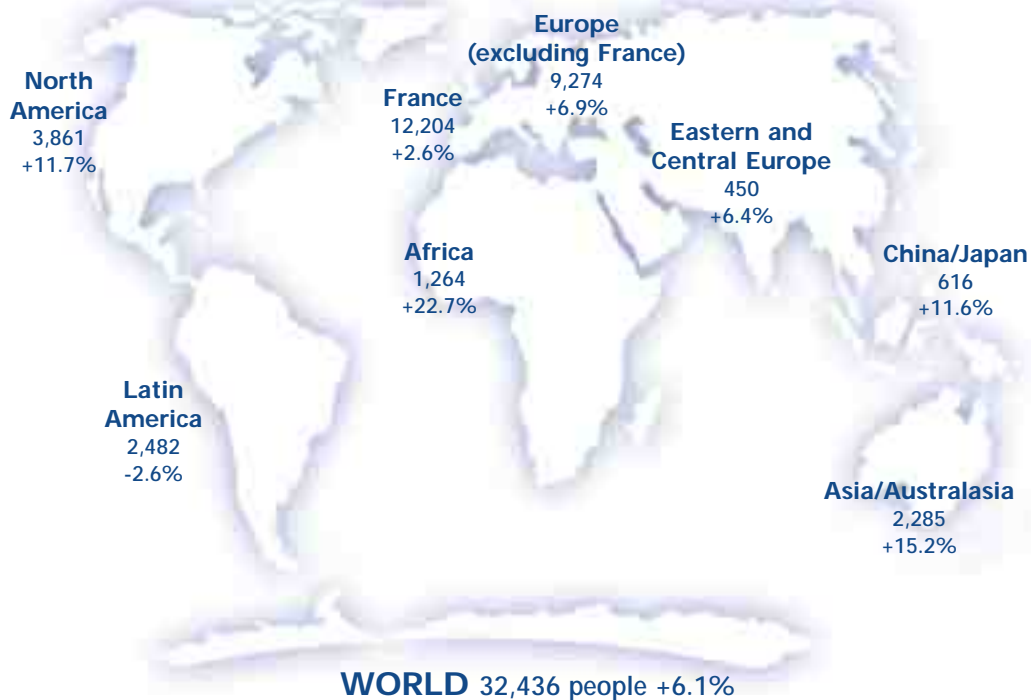 Europe
(excluding France)
9,274
+6.9%
North
America
3,861
+11.7%
France
12,204
+2.6%
Eastern and
Central Europe
450
+6.4%
Africa
1,264
+22.7%
China/Japan
616
+11.6%
Latin
America
2,482
-2.6%
Asia/Australasia
2,285
+15.2%
WORLD 32,436 people +6.1%